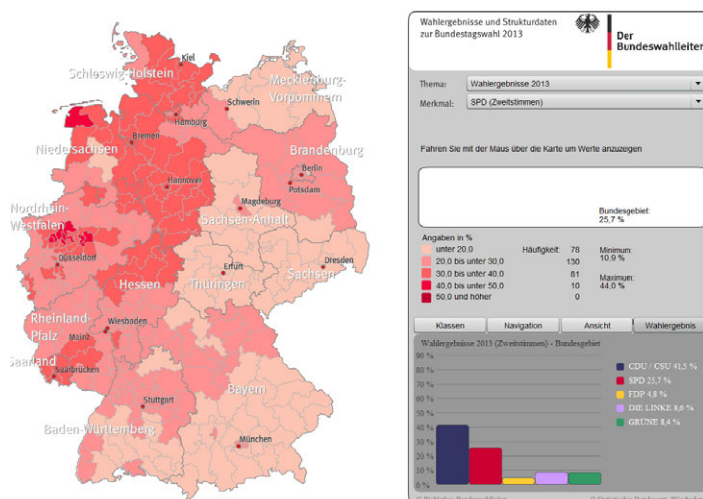 Kiel
Schleswig-Holstein
Mecklenburg-
Vorpommern
Schwerin
Hamburg
Bremen
Niedersachsen
Brandenburg
Berlin
Hannover
Potsdam
Magdeburg
Nordrhein-
Westfalen
Sachsen-Anhalt
Düsseldorf
Dresden
Erfurt
Sachsen
Hessen
Thüringen
Rheinland-
Pfalz
Wiesbaden
Mainz
Saarland
Saarbrücken
Bayern
Stuttgart
Baden-Württemberg
München
Wahlergebnisse und Strukturdaten
zur Bundestagswahl 2013
Der
Bundeswahlleiter
Thema: Wahlergebnisse 2013
Merkmal: SPD (Zweitstimmen)
Fahren Sie mit der Maus über die Karte um Werte anzuzeigen
Bundesgebiet:
25,7 %
Angaben in %
unter 20,0 Häufigkeit: 78 Minimum:
20,0 bis unter 30,0 130 10,9 %
30,0 bis unter 40,0 81 Maximum:
40,0 bis unter 50,0 10 44,0 %
50,0 und höher 0
Klassen Navigation Ansicht Wahlergebnis
Wahlergebnisse 2013 (Zweitstimmen) - Bundesgebiet
90 %
80 %
70 %
60 %
50 %
40 %
30 %
20 %
10 %
0 %
CDU / CSU 41,5 %
SPD 25,7 %
FDP 4,8 %
DIE LINKE 8,6 %
GRÜNE 8,4 %